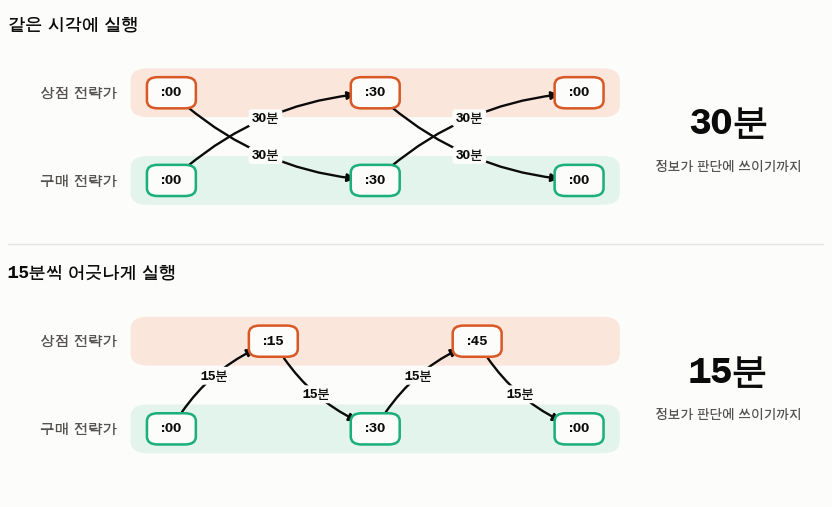 같은 시각에 실행
상점 전략가
:00
:30
:00
30분
30분
30분
30분
구매 전략가
:00
:30
:00
30분
정보가 판단에 쓰이기까지
15분씩 어긋나게 실행
상점 전략가
:15
:45
15분
15분
15분
15분
구매 전략가
:00
:30
:00
15분
정보가 판단에 쓰이기까지